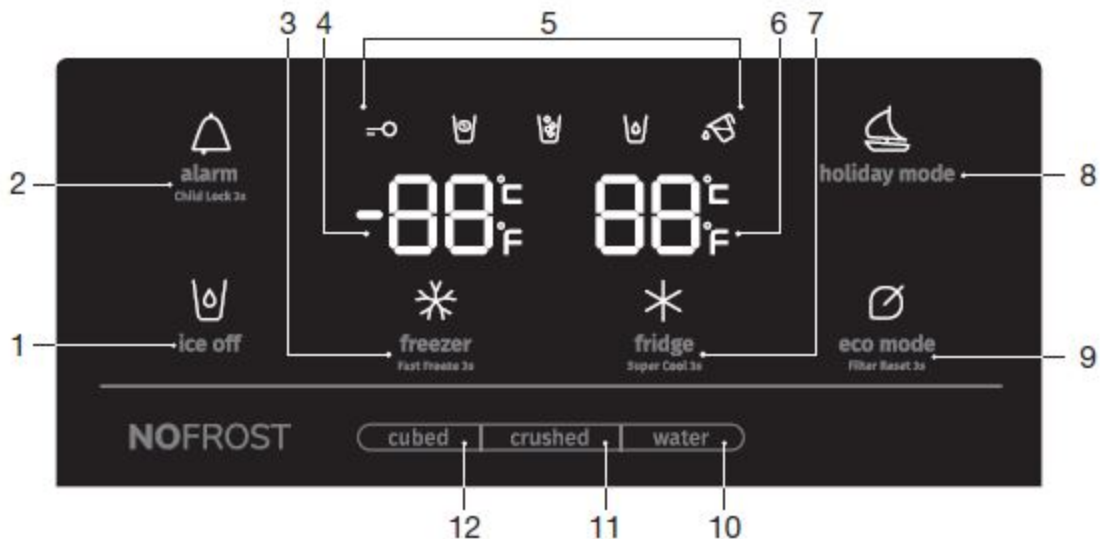 3 4 5 6 7
alarm
Child Lock 3s
2
-88°C °F 88°C °F
holiday mode
8
1
ice off
freezer
Fast Freeze 3s
fridge
Super Cool 3s
eco mode
Filter Reset 3s
9
NOFROST
cubed crushed water
12 11 10